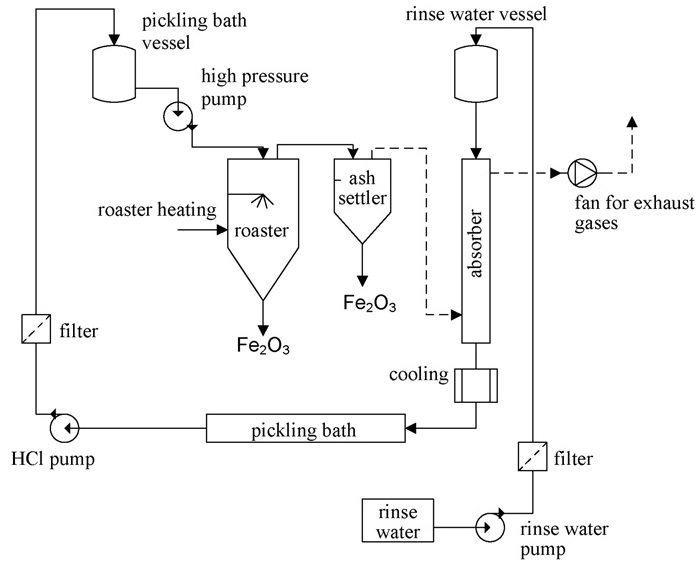 pickling bath
vessel
rinse water vessel
high pressure
pump
ash
settler
fan for exhaust
gases
roaster heating
roaster
absorber
Fe₂O₃
Fe₂O₃
filter
cooling
pickling bath
HCl pump
filter
rinse
water
rinse water
pump